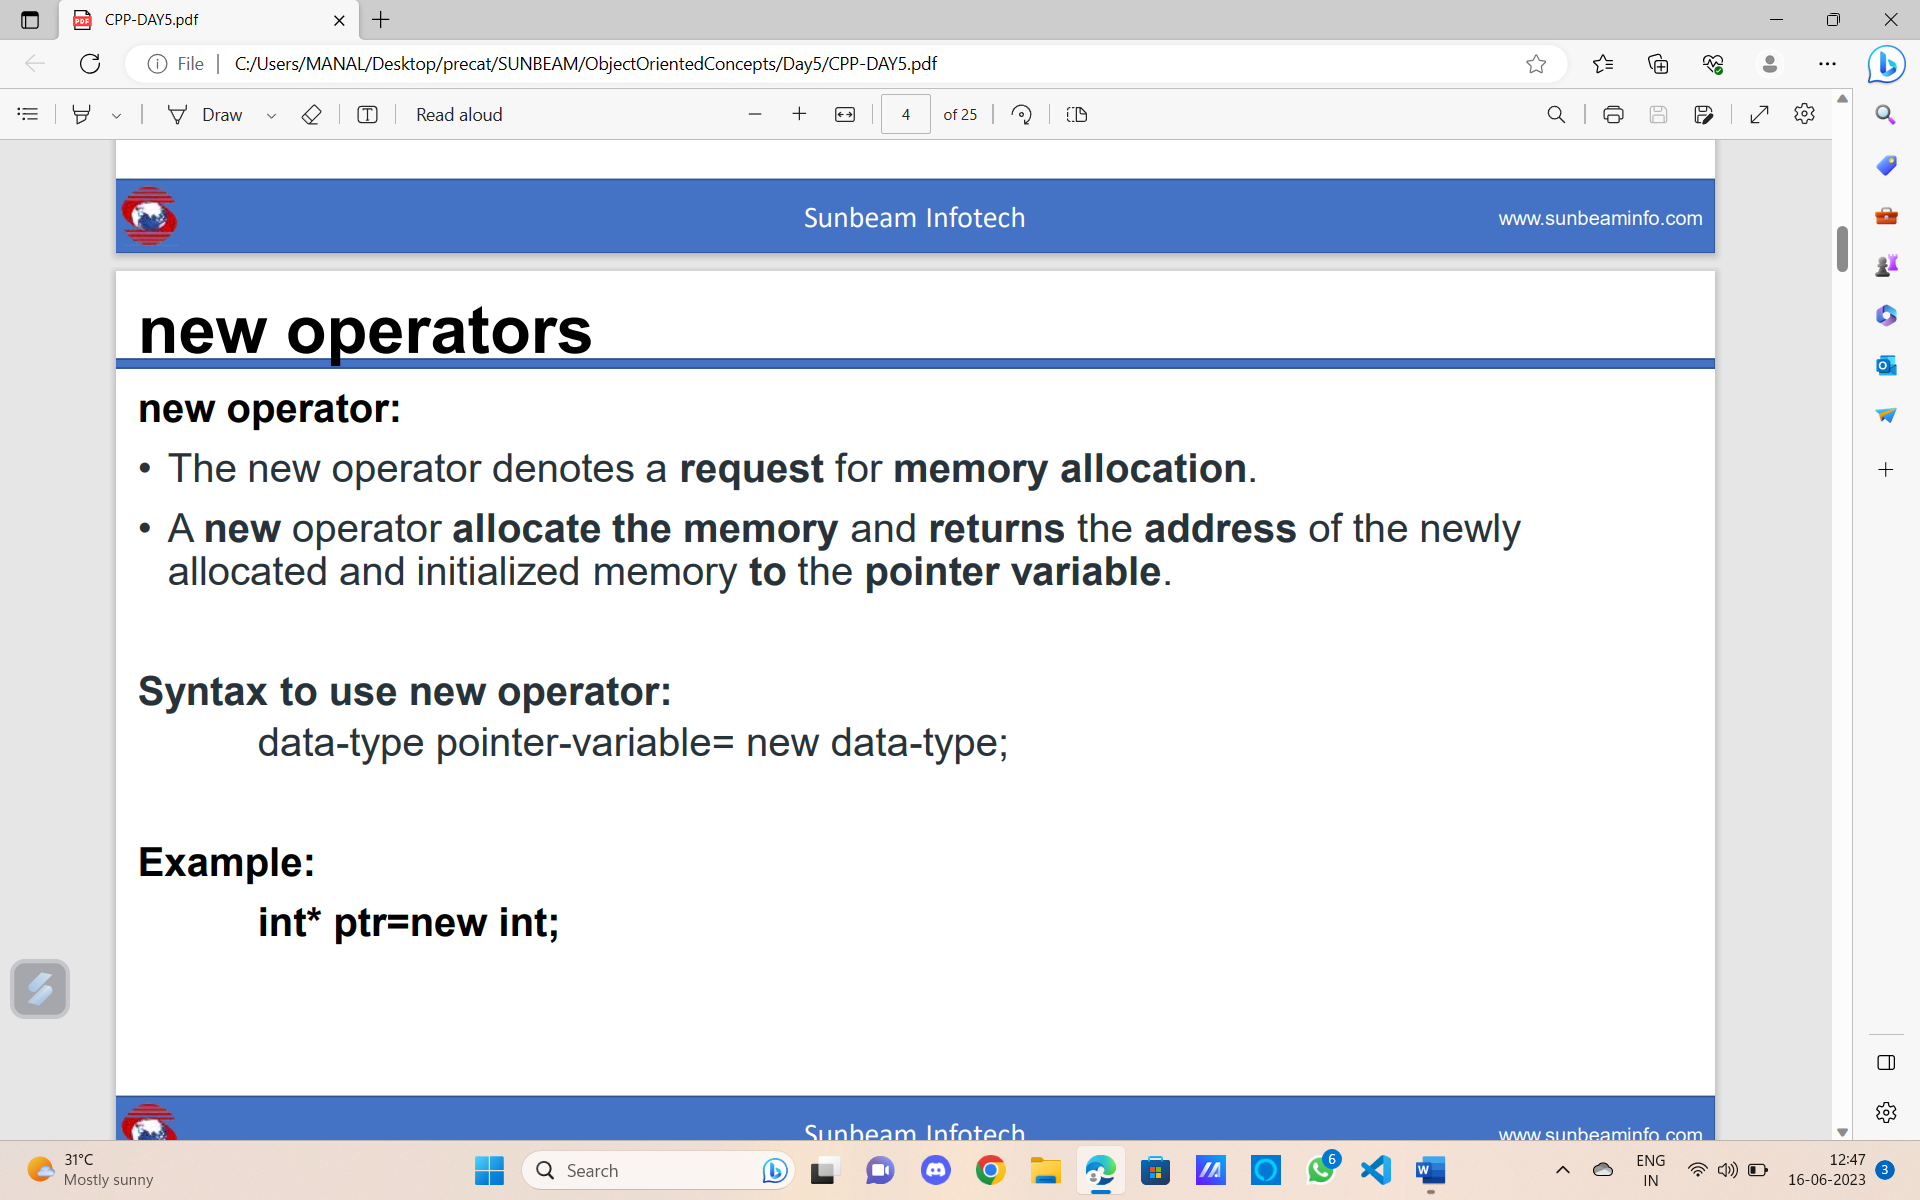 CPP-DAY5.pdf
File
C:/Users/MANAL/Desktop/precat/SUNBEAM/ObjectOrientedConcepts/Day5/CPP-DAY5.pdf
Draw
Read aloud
4
of 25
Sunbeam Infotech
www.sunbeaminfo.com
new operators
new operator:
• The new operator denotes a request for memory allocation.
• A new operator allocate the memory and returns the address of the newly
allocated and initialized memory to the pointer variable.
Syntax to use new operator:
data-type pointer-variable= new data-type;
Example:
int* ptr=new int;
Sunbeam Infotech
www.sunbeaminfo.com
31°C
Mostly sunny
Search
6
ENG
IN
12:47
16-06-2023
3